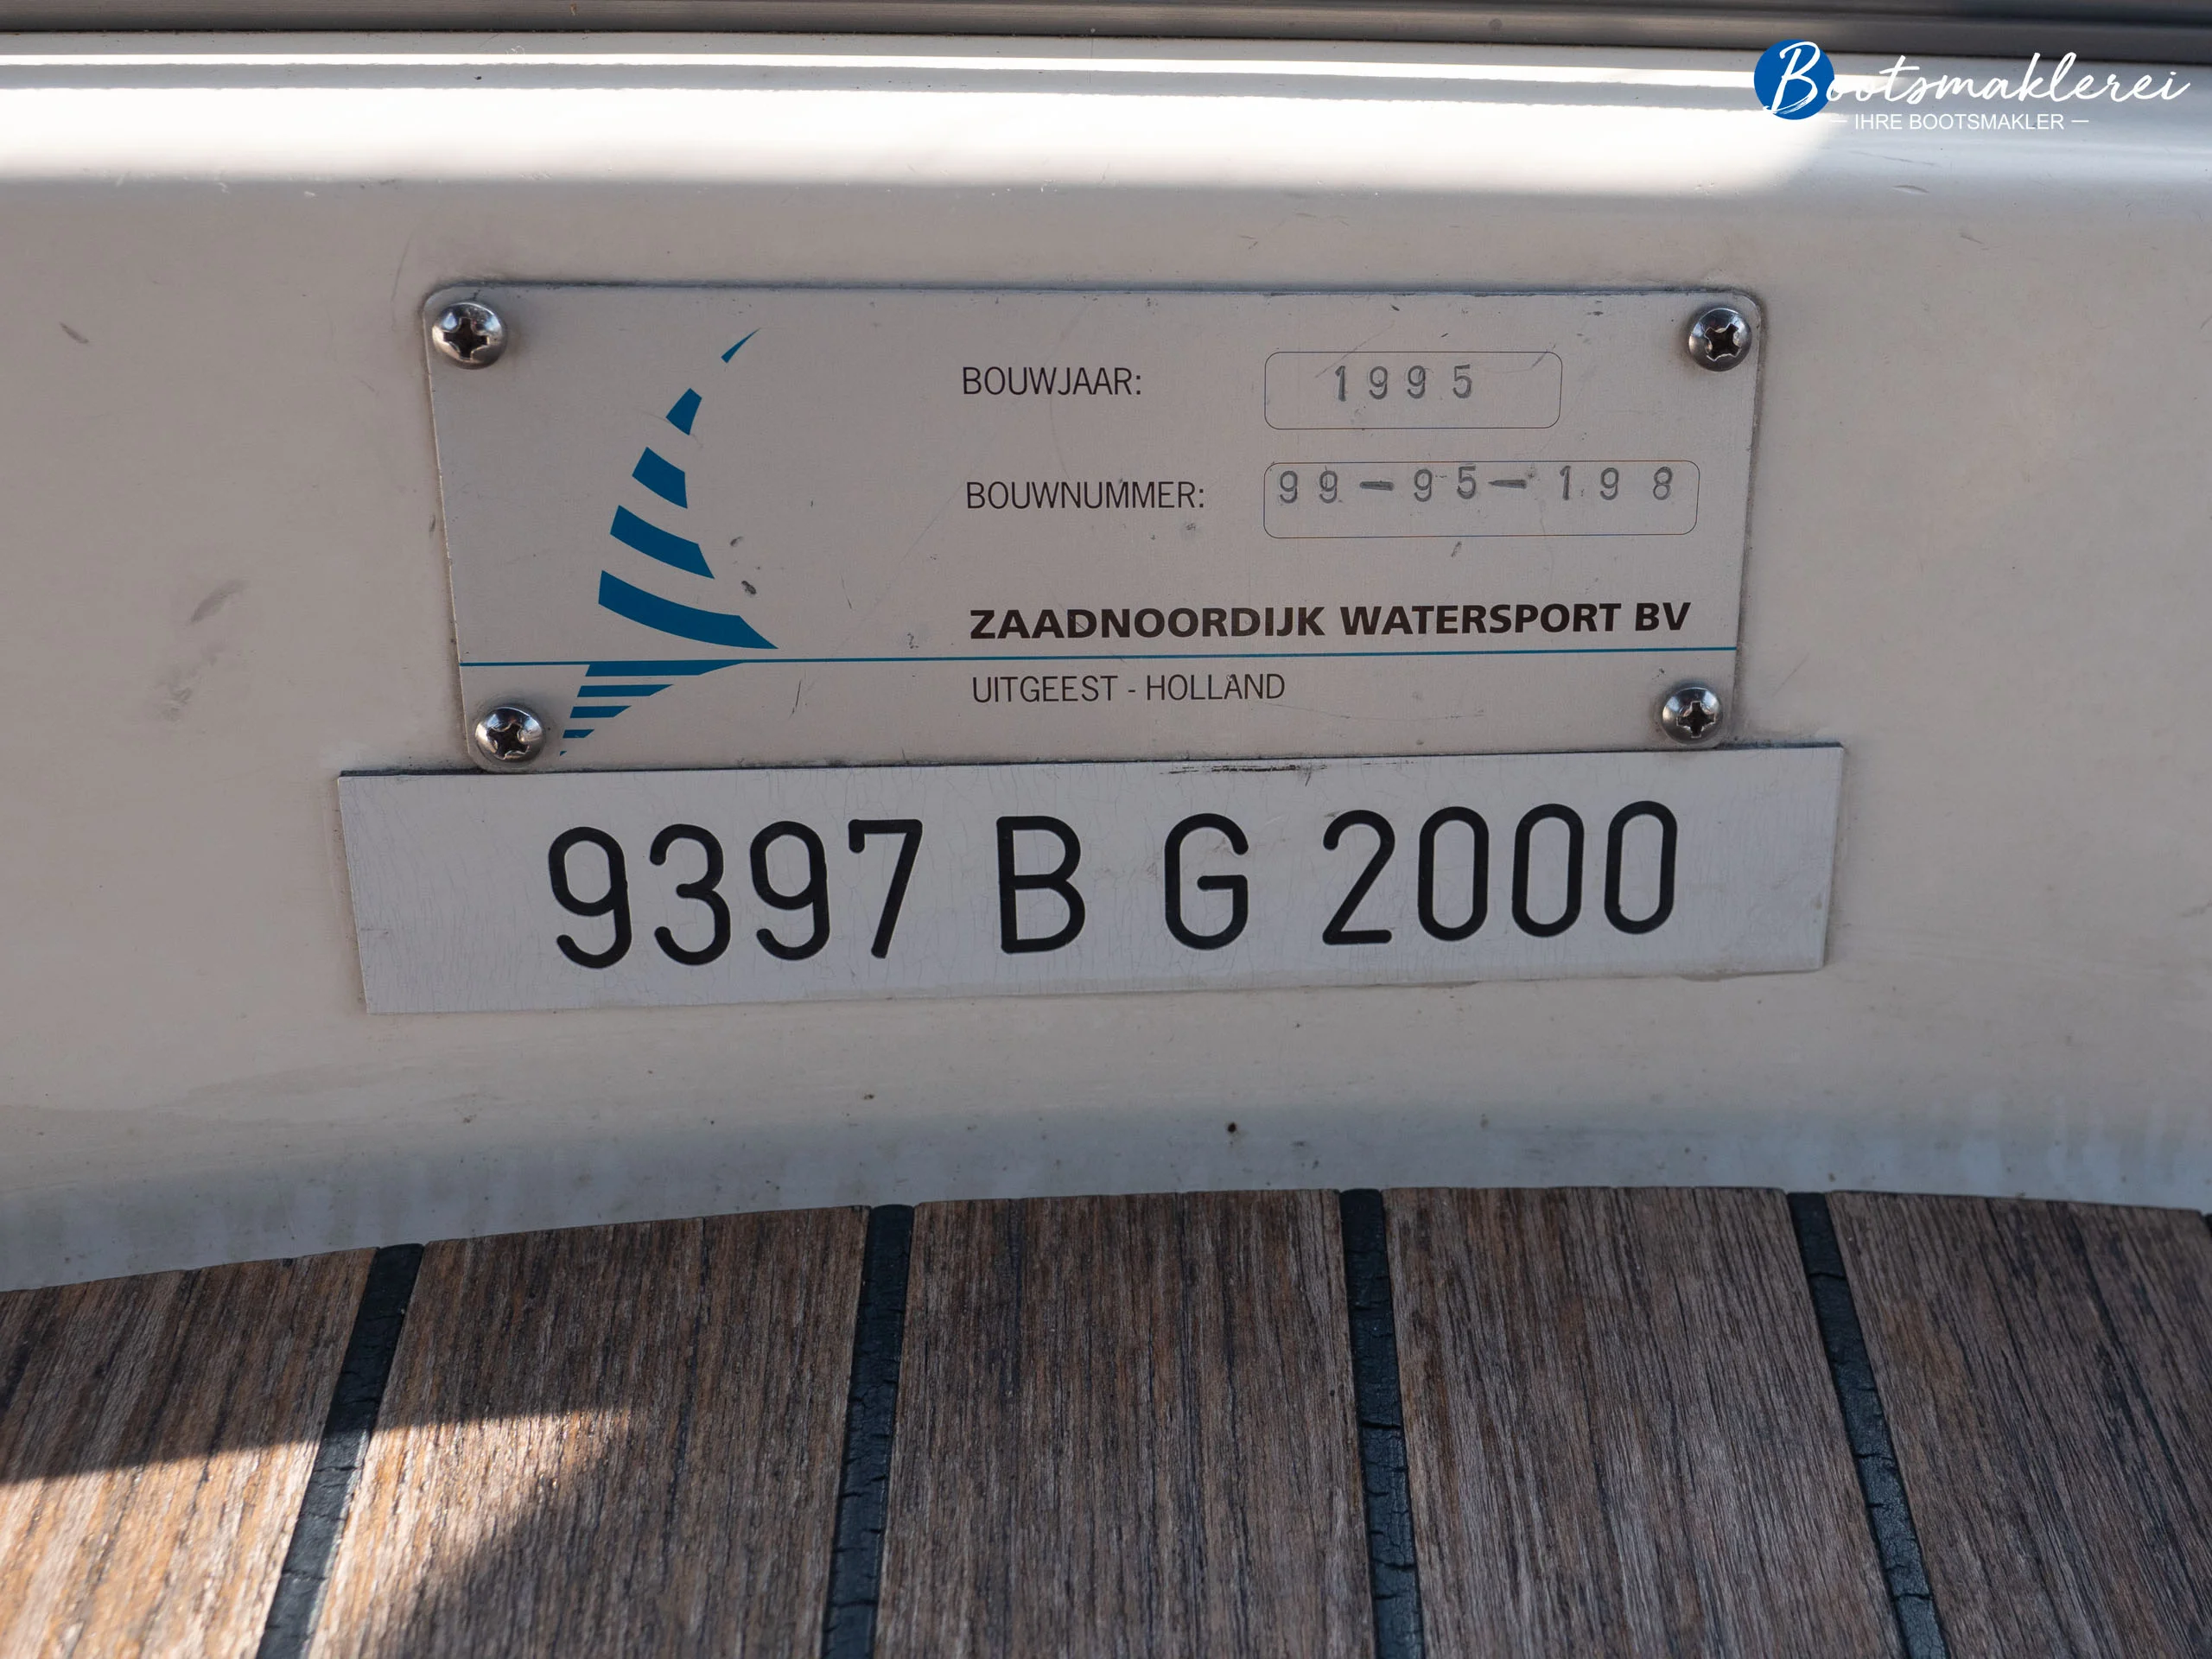 Bootsmaklerei
IHRE BOOTSMAKLER
BOUWJAAR: 1995
BOUWNUMMER: 99-95-198
ZAADNOORDIJK WATERSPORT BV
UITGEEST - HOLLAND
9397 B G 2000